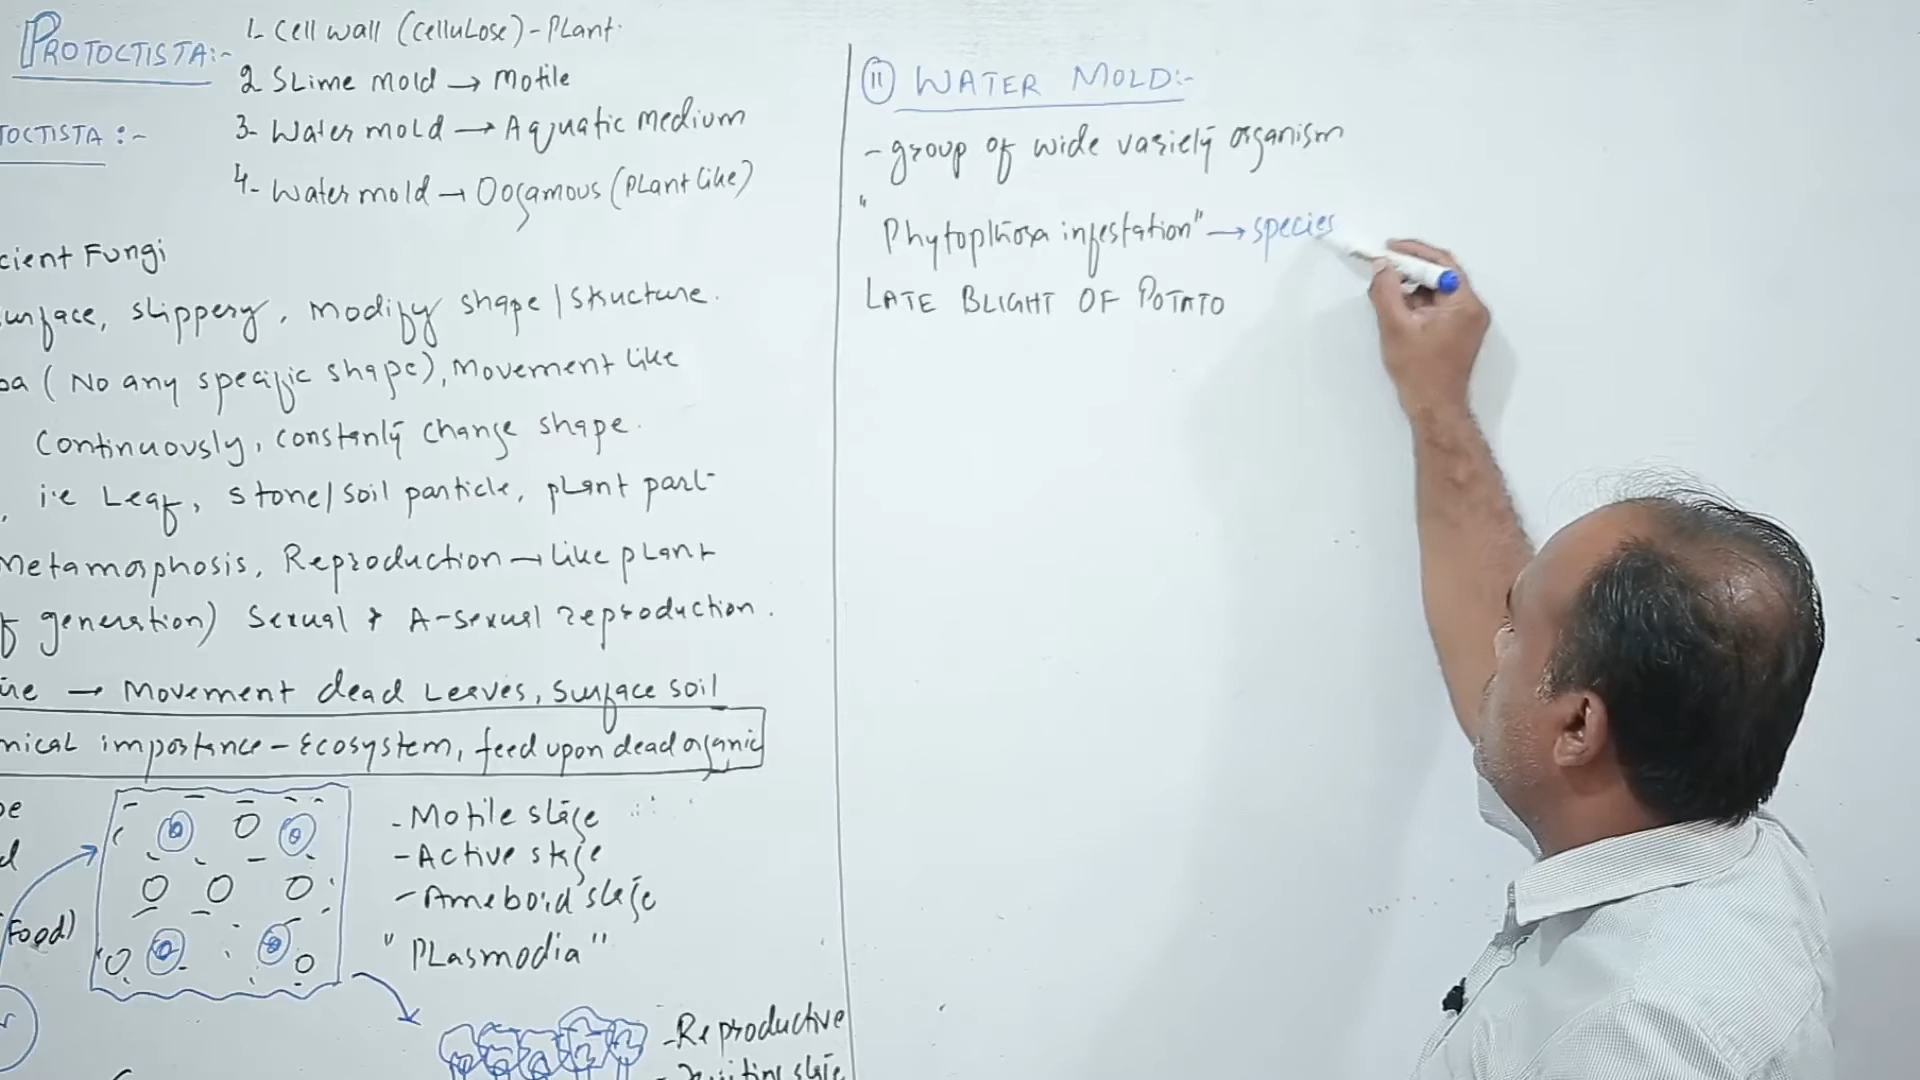 PROTOCTISTA:-
1- Cell wall (Cellulose) - Plant.
2 Slime mold → Motile
3- Water mold → Aquatic medium
4- Water mold → Oogamous (Plant like)
TOCTISTA :-
cient Fungi
urface, slippery, Modify shape / structure.
ba (No any specific shape), Movement like
Continuously, constanly change shape.
, i.e Leaf, Stone/soil particle, plant part
Metamorphosis, Reproduction → like plant
f generation) Sexual & A-sexual reproduction.
→ Movement dead Leaves, Surface soil
mical importance - Ecosystem, feed upon dead organic
Food)
- Motile stage
- Active stage
- Ameboid stage
"PLasmodia"
- Reproductive
II WATER MOLD:-
- group of wide variety organism
"Phytopthora infestation" → species
LATE BLIGHT OF POTATO